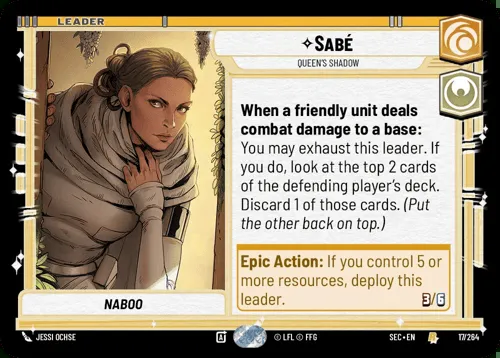 LEADER
✧SABÉ
QUEEN'S SHADOW
When a friendly unit deals
combat damage to a base:
You may exhaust this leader. If
you do, look at the top 2 cards
of the defending player's deck.
Discard 1 of those cards. (Put
the other back on top.)
Epic Action: If you control 5 or
more resources, deploy this
leader.
3/6
NABOO
JESSI OCHSE
A
© LFL © FFG
SEC • EN
17/264